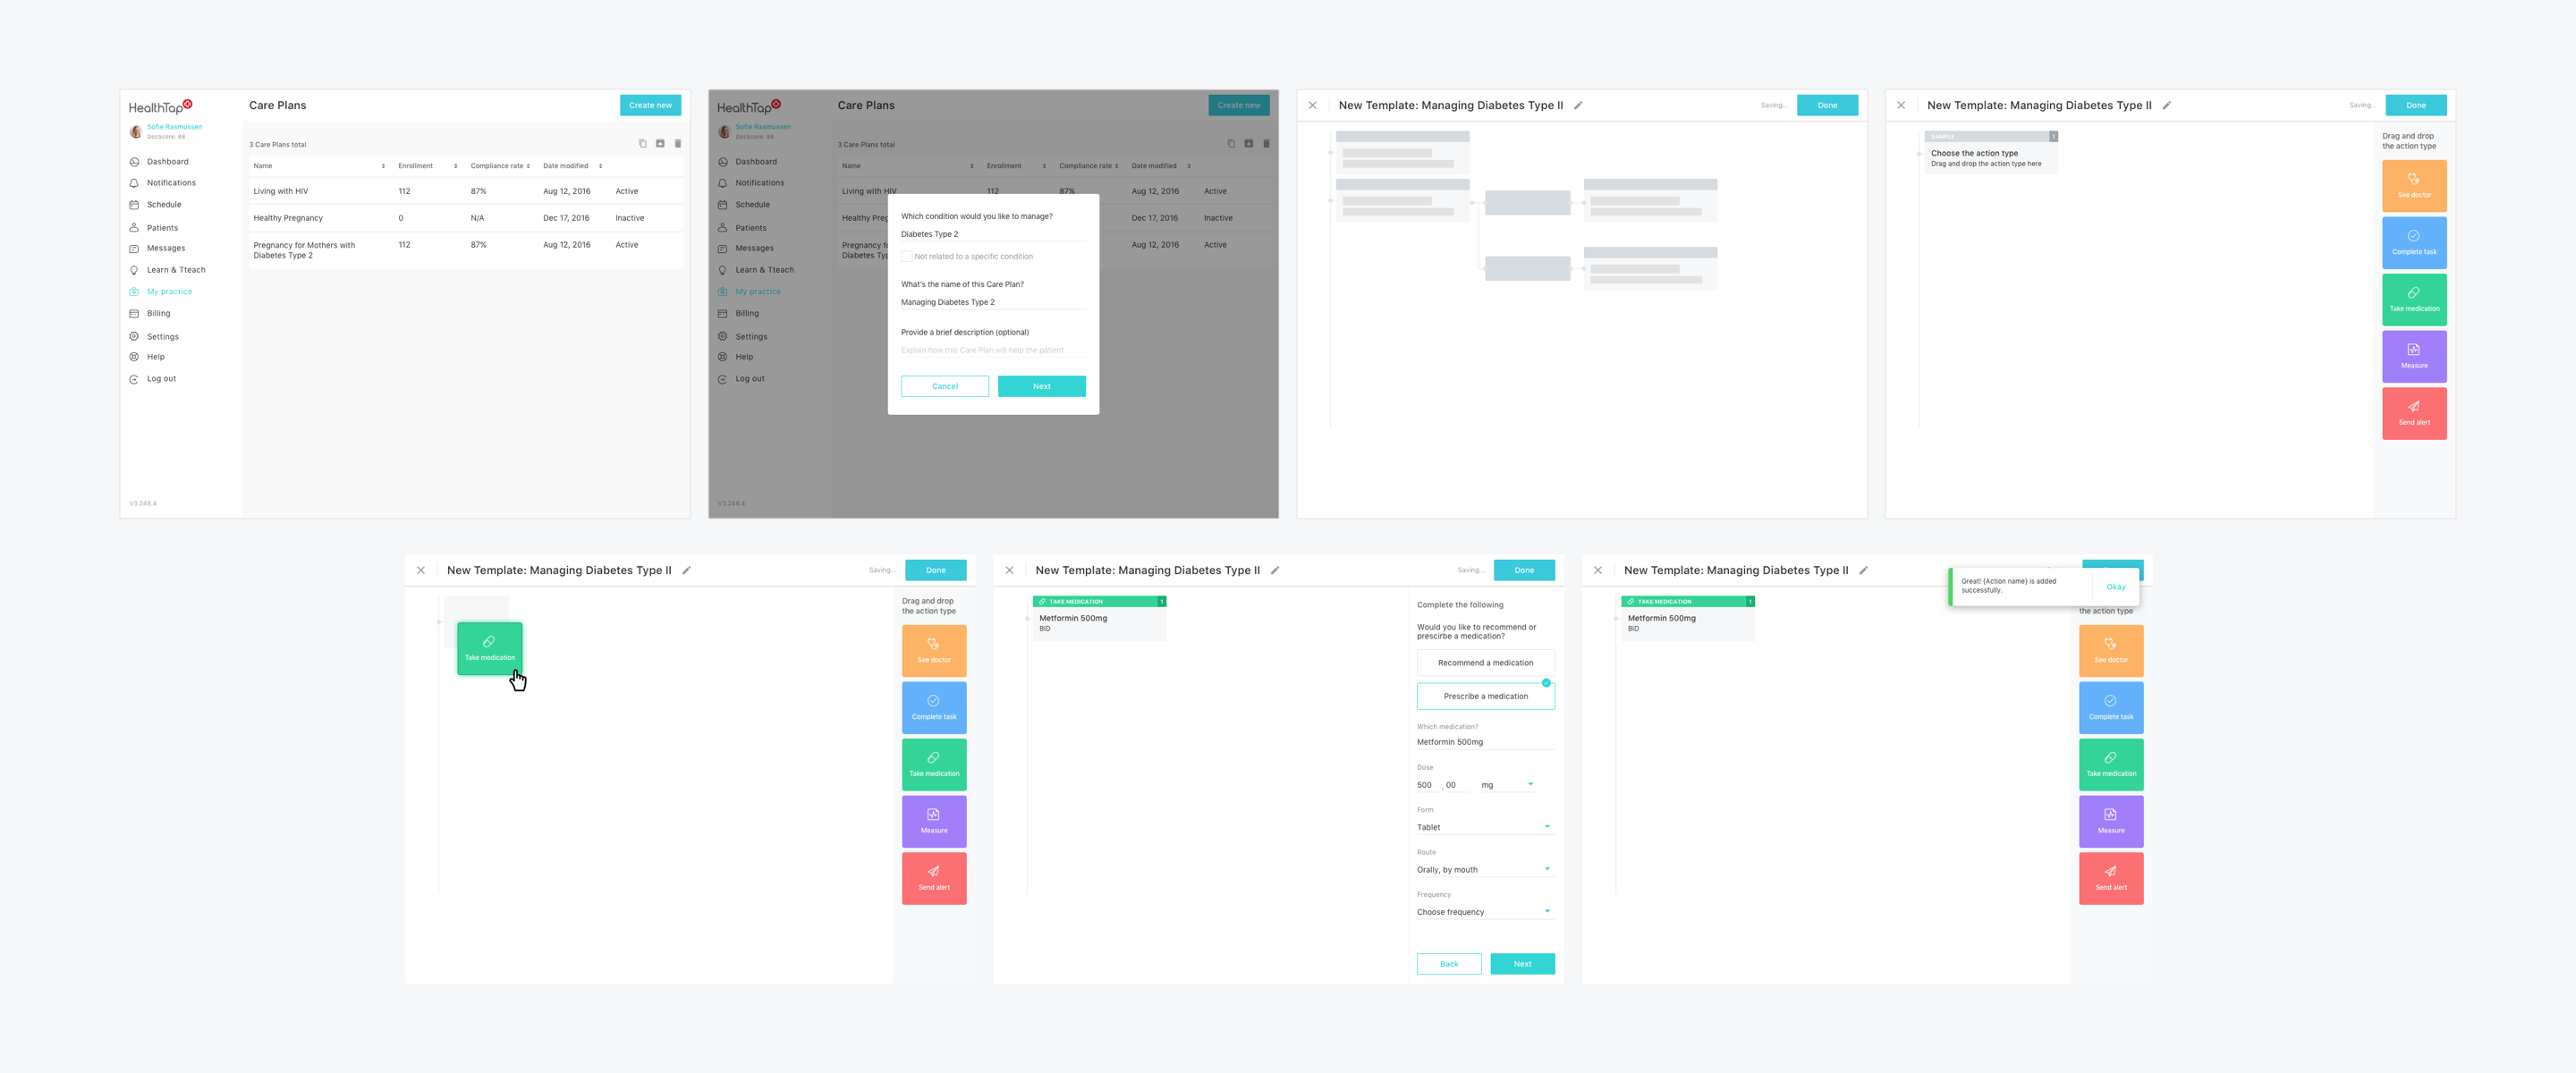 HealthTap
Sofie Rasmussen
DocScore: 88
Dashboard
Notifications
Schedule
Patients
Messages
Learn & Tteach
My practice
Billing
Settings
Help
Log out
V3.248.4
Care Plans
Create new
3 Care Plans total
Name Enrollment Compliance rate Date modified
Living with HIV 112 87% Aug 12, 2016 Active
Healthy Pregnancy 0 N/A Dec 17, 2016 Inactive
Pregnancy for Mothers with 112 87% Aug 12, 2016 Active
Diabetes Type 2
HealthTap
Sofie Rasmussen
DocScore: 88
Dashboard
Notifications
Schedule
Patients
Messages
Learn & Tteach
My practice
Billing
Settings
Help
Log out
V3.248.4
Care Plans
Create new
3 Care Plans total
Name Enrollment Compliance rate Date modified
Living with HIV 112 87% Aug 12, 2016 Active
Healthy Preg Dec 17, 2016 Inactive
Pregnancy fo Aug 12, 2016 Active
Diabetes Typ
Which condition would you like to manage?
Diabetes Type 2
Not related to a specific condition
What's the name of this Care Plan?
Managing Diabetes Type 2
Provide a brief description (optional)
Explain how this Care Plan will help the patient
Cancel Next
New Template: Managing Diabetes Type II
Saving...
Done
New Template: Managing Diabetes Type II
Saving...
Done
SAMPLE 1
Choose the action type
Drag and drop the action type here
Drag and drop
the action type
See doctor
Complete task
Take medication
Measure
Send alert
New Template: Managing Diabetes Type II
Saving...
Done
Take medication
Drag and drop
the action type
See doctor
Complete task
Take medication
Measure
Send alert
New Template: Managing Diabetes Type II
Saving...
Done
TAKE MEDICATION 1
Metformin 500mg
BID
Complete the following
Would you like to recommend or
prescirbe a medication?
Recommend a medication
Prescribe a medication
Which medication?
Metformin 500mg
Dose
500 . 00 mg
Form
Tablet
Route
Orally, by mouth
Frequency
Choose frequency
Back Next
New Template: Managing Diabetes Type II
Great! {Action name} is added
successfully.
Okay
TAKE MEDICATION 1
Metformin 500mg
BID
the action type
See doctor
Complete task
Take medication
Measure
Send alert